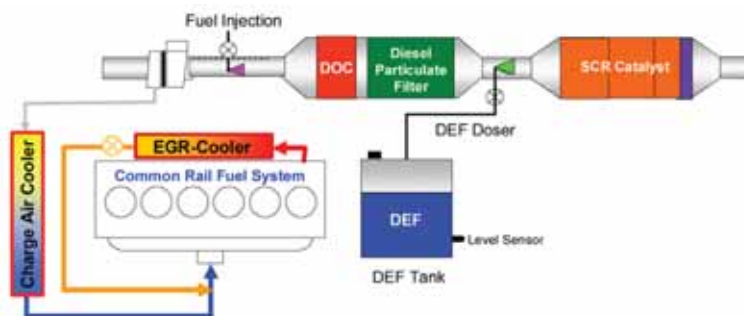 Fuel Injection
DOC
Diesel
Particulate
Filter
SCR Catalyst
DEF Doser
EGR-Cooler
Common Rail Fuel System
Charge Air Cooler
DEF
Level Sensor
DEF Tank